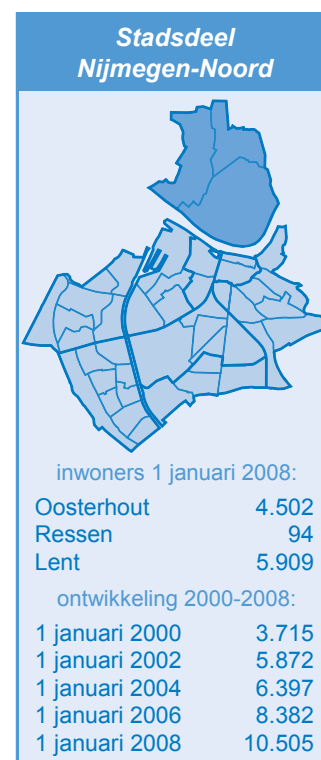 Stadsdeel
Nijmegen-Noord
inwoners 1 januari 2008:
Oosterhout 4.502
Ressen 94
Lent 5.909
ontwikkeling 2000-2008:
1 januari 2000 3.715
1 januari 2002 5.872
1 januari 2004 6.397
1 januari 2006 8.382
1 januari 2008 10.505